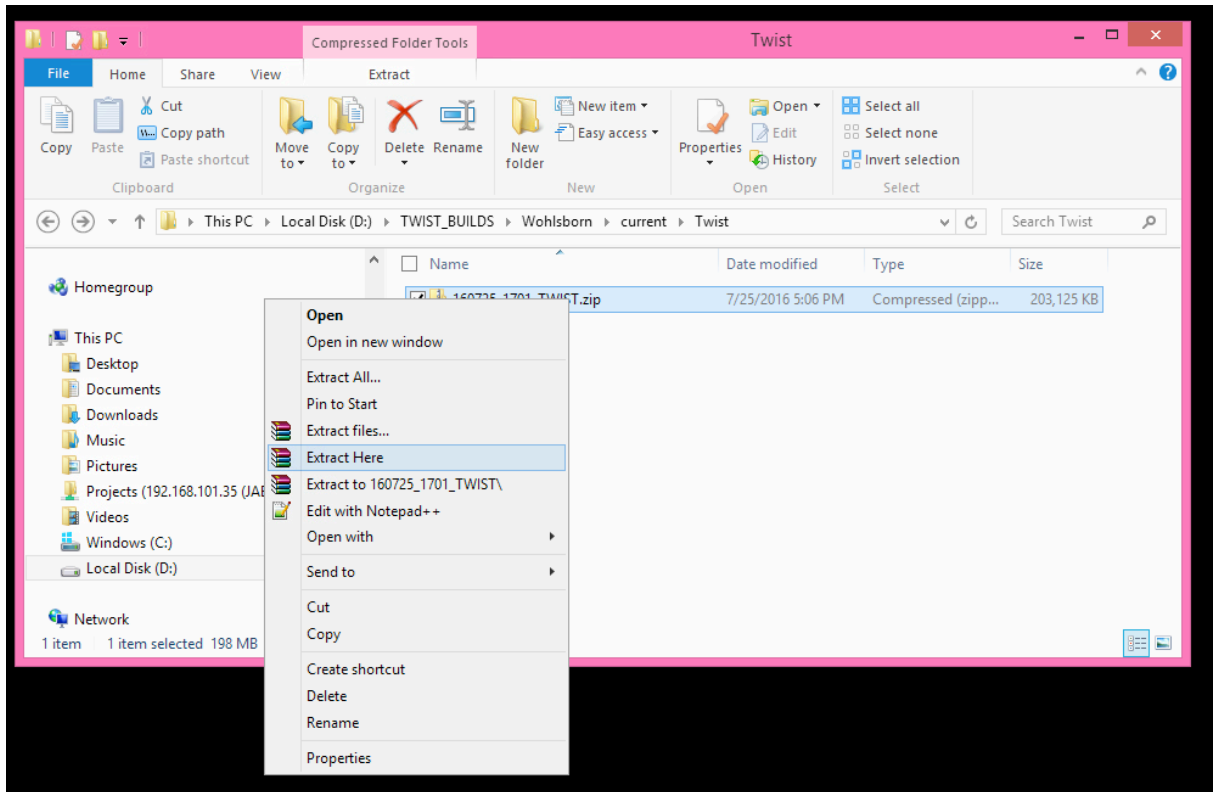 Compressed Folder Tools
Twist
File Home Share View Extract
Copy
Paste
Cut
Copy path
Paste shortcut
Clipboard
Move to
Copy to
Delete
Rename
Organize
New folder
New item
Easy access
New
Properties
Open
Edit
History
Open
Select all
Select none
Invert selection
Select
This PC Local Disk (D:) TWIST_BUILDS Wohlsborn current Twist
Search Twist
Name Date modified Type Size
160725_1701_TWIST.zip 7/25/2016 5:06 PM Compressed (zipp... 203,125 KB
Homegroup
This PC
Desktop
Documents
Downloads
Music
Pictures
Projects (192.168.101.35 (JAE
Videos
Windows (C:)
Local Disk (D:)
Network
1 item 1 item selected 198 MB
Open
Open in new window
Extract All...
Pin to Start
Extract files...
Extract Here
Extract to 160725_1701_TWIST\
Edit with Notepad++
Open with
Send to
Cut
Copy
Create shortcut
Delete
Rename
Properties